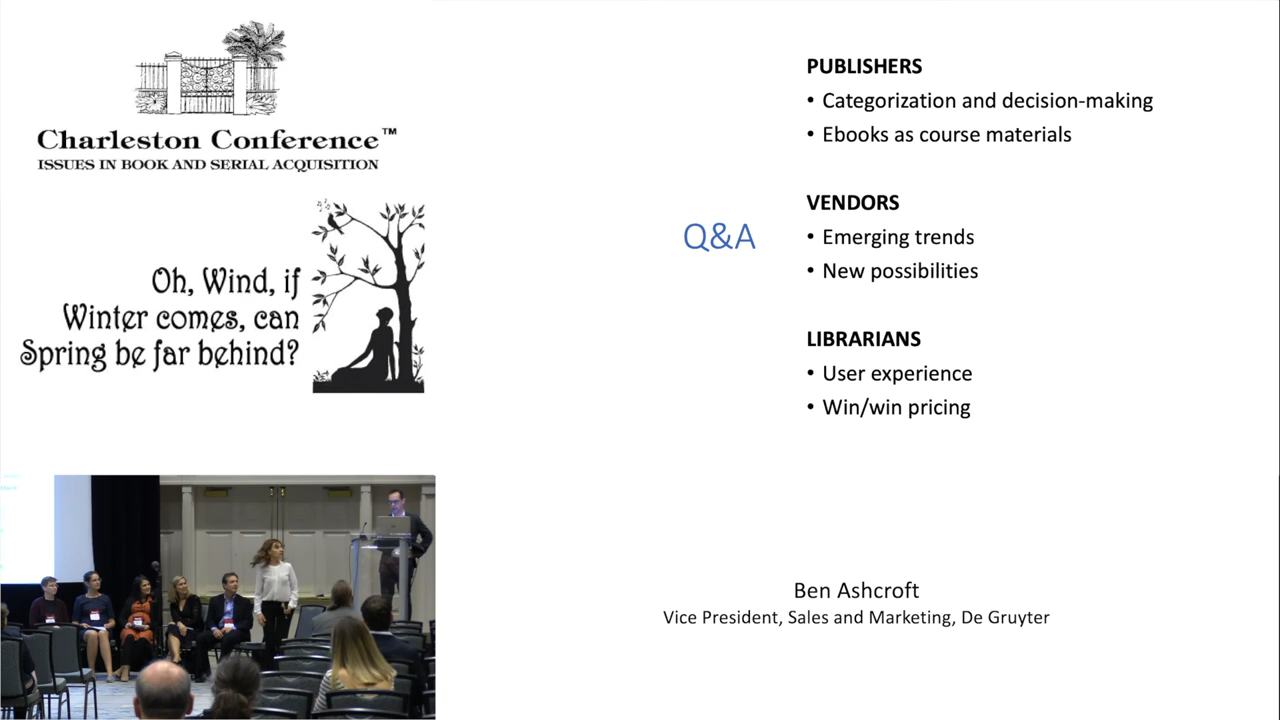 Charleston Conference™
ISSUES IN BOOK AND SERIAL ACQUISITION
Oh, Wind, if
Winter comes, can
Spring be far behind?
Q&A
PUBLISHERS
• Categorization and decision-making
• Ebooks as course materials
VENDORS
• Emerging trends
• New possibilities
LIBRARIANS
• User experience
• Win/win pricing
Ben Ashcroft
Vice President, Sales and Marketing, De Gruyter